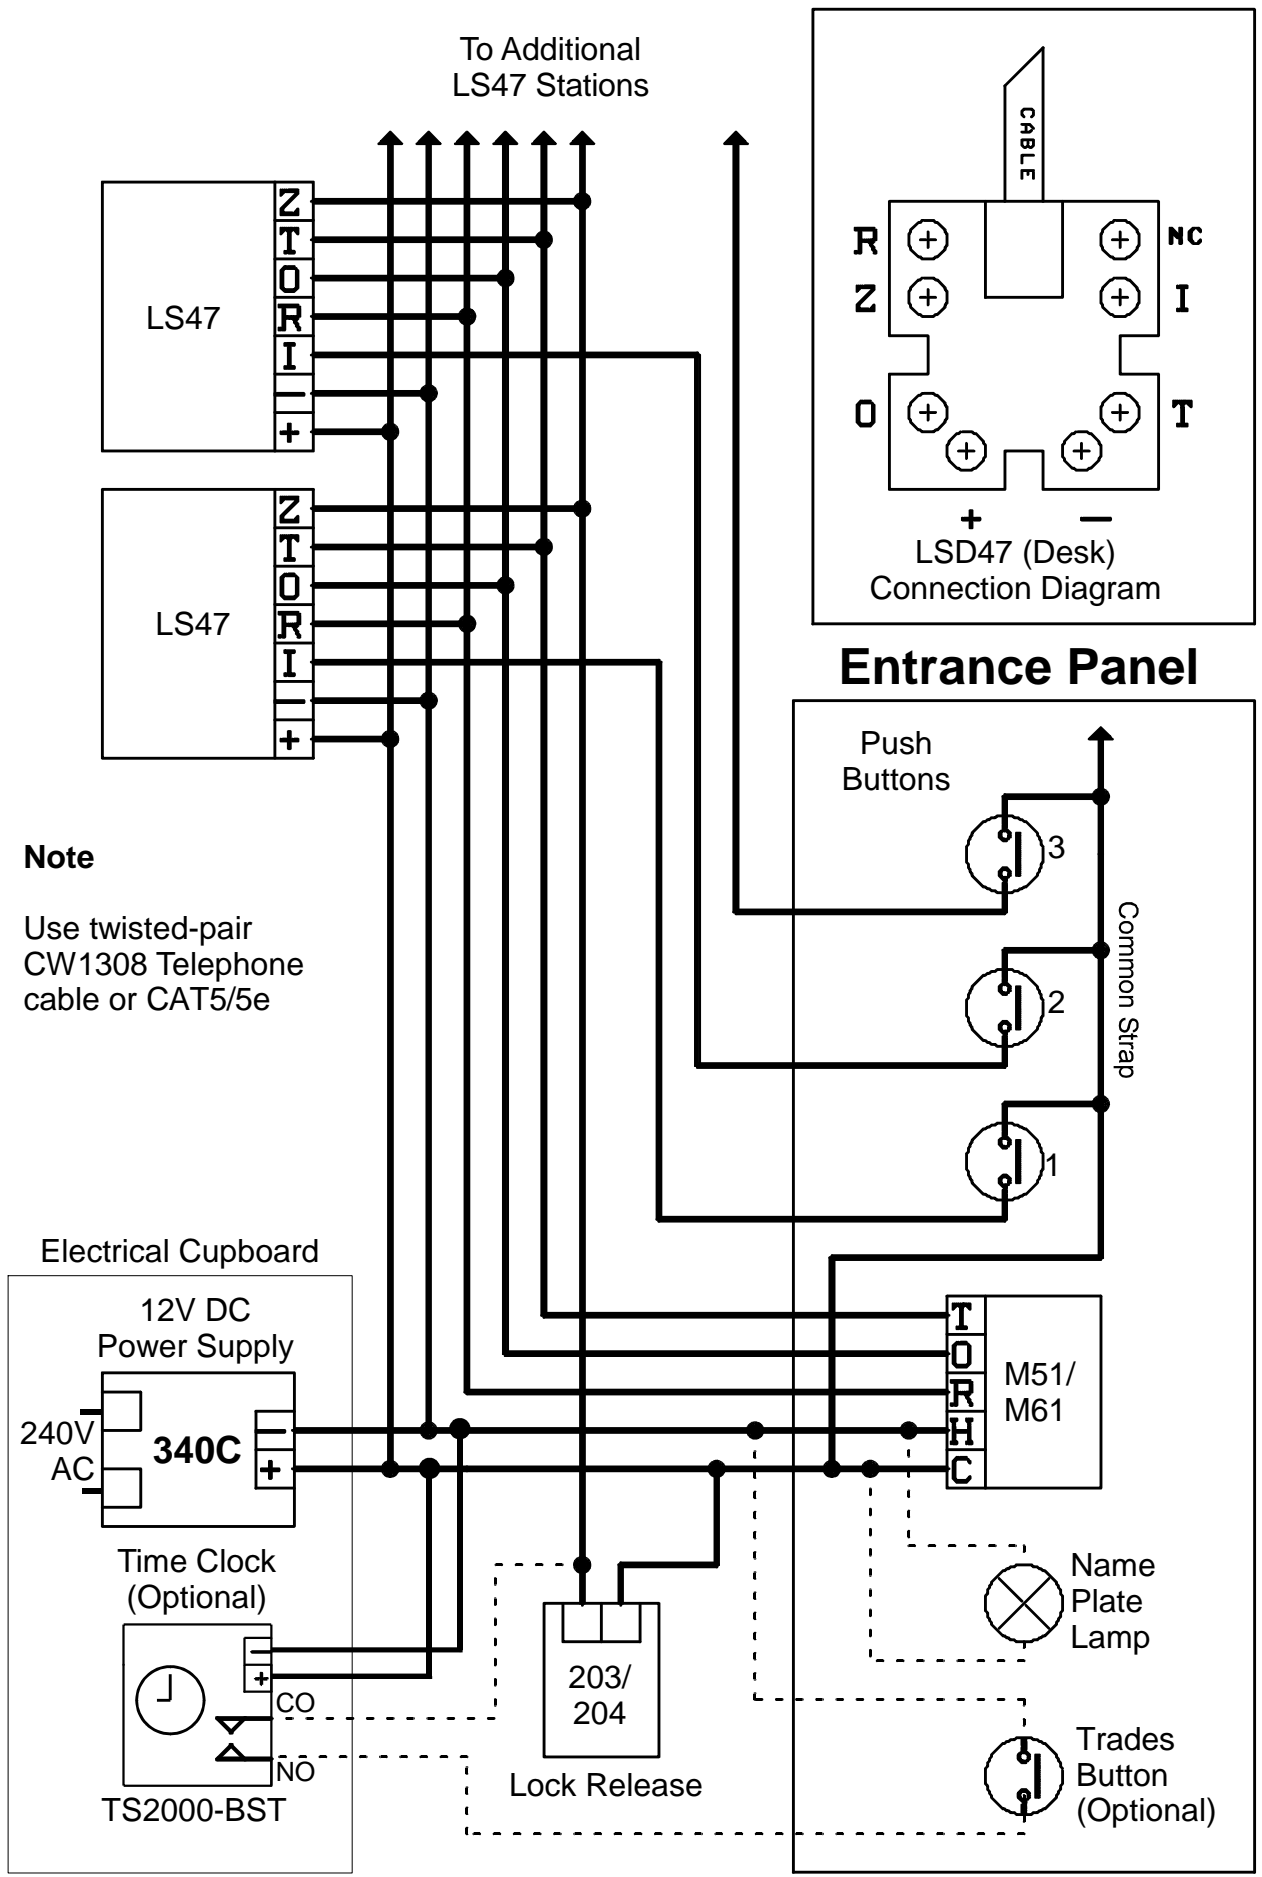 To Additional
LS47 Stations
CABLE
R
NC
Z
I
O
T
+
—
LSD47 (Desk)
Connection Diagram
LS47
Z
T
O
R
I
—
+
LS47
Z
T
O
R
I
—
+
Note
Use twisted-pair
CW1308 Telephone
cable or CAT5/5e
Entrance Panel
Push
Buttons
3
2
1
Common Strap
T
O
R
H
C
M51/
M61
Name
Plate
Lamp
Trades
Button
(Optional)
Electrical Cupboard
12V DC
Power Supply
240V
AC
340C
—
+
Time Clock
(Optional)
—
+
CO
NO
TS2000-BST
203/
204
Lock Release